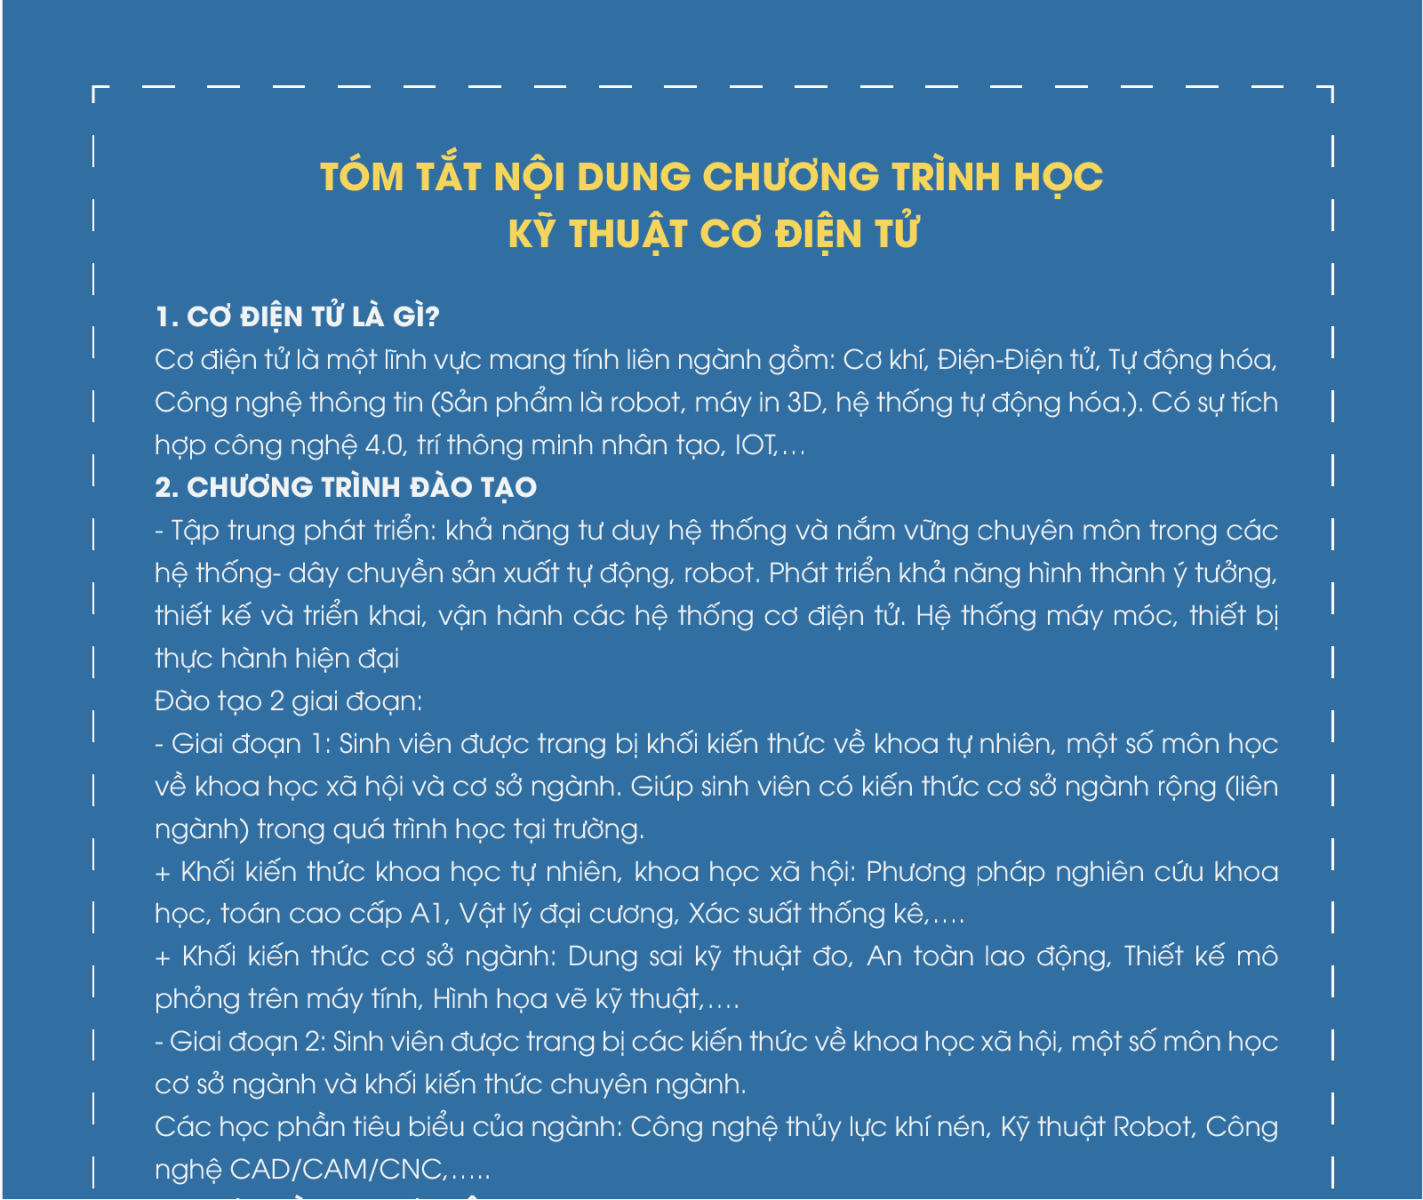 TÓM TẮT NỘI DUNG CHƯƠNG TRÌNH HỌC
KỸ THUẬT CƠ ĐIỆN TỬ
1. CƠ ĐIỆN TỬ LÀ GÌ?
Cơ điện tử là một lĩnh vực mang tính liên ngành gồm: Cơ khí, Điện-Điện tử, Tự động hóa,
Công nghệ thông tin (Sản phẩm là robot, máy in 3D, hệ thống tự động hóa.). Có sự tích
hợp công nghệ 4.0, trí thông minh nhân tạo, IOT,...
2. CHƯƠNG TRÌNH ĐÀO TẠO
- Tập trung phát triển: khả năng tư duy hệ thống và nắm vững chuyên môn trong các
hệ thống- dây chuyền sản xuất tự động, robot. Phát triển khả năng hình thành ý tưởng,
thiết kế và triển khai, vận hành các hệ thống cơ điện tử. Hệ thống máy móc, thiết bị
thực hành hiện đại
Đào tạo 2 giai đoạn:
- Giai đoạn 1: Sinh viên được trang bị khối kiến thức về khoa tự nhiên, một số môn học
về khoa học xã hội và cơ sở ngành. Giúp sinh viên có kiến thức cơ sở ngành rộng (liên
ngành) trong quá trình học tại trường.
+ Khối kiến thức khoa học tự nhiên, khoa học xã hội: Phương pháp nghiên cứu khoa
học, toán cao cấp A1, Vật lý đại cương, Xác suất thống kê,....
+ Khối kiến thức cơ sở ngành: Dung sai kỹ thuật đo, An toàn lao động, Thiết kế mô
phỏng trên máy tính, Hình họa vẽ kỹ thuật,....
- Giai đoạn 2: Sinh viên được trang bị các kiến thức về khoa học xã hội, một số môn học
cơ sở ngành và khối kiến thức chuyên ngành.
Các học phần tiêu biểu của ngành: Công nghệ thủy lực khí nén, Kỹ thuật Robot, Công
nghệ CAD/CAM/CNC,.....